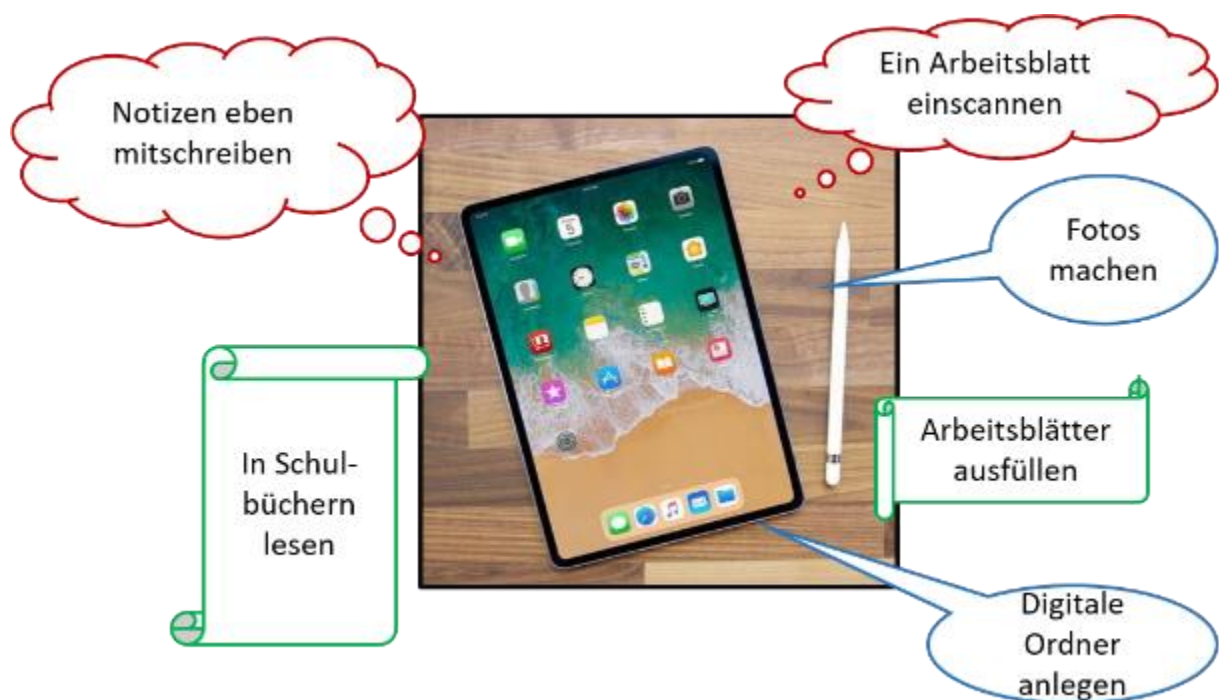 Notizen eben
mitschreiben
Ein Arbeitsblatt
einscannen
Fotos
machen
In Schul-
büchern
lesen
Arbeitsblätter
ausfüllen
Digitale
Ordner
anlegen